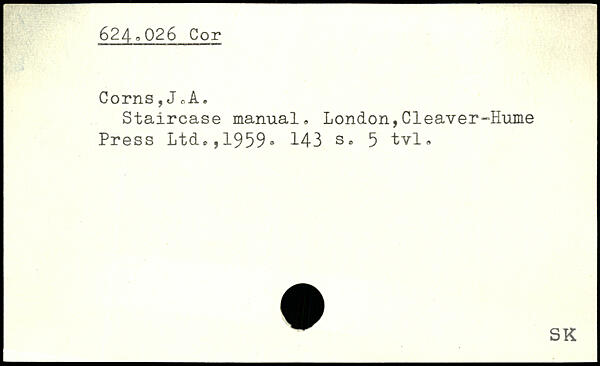 624.026 Cor
Corns,J.A.
Staircase manual. London,Cleaver-Hume
Press Ltd.,1959. 143 s. 5 tvl.
SK